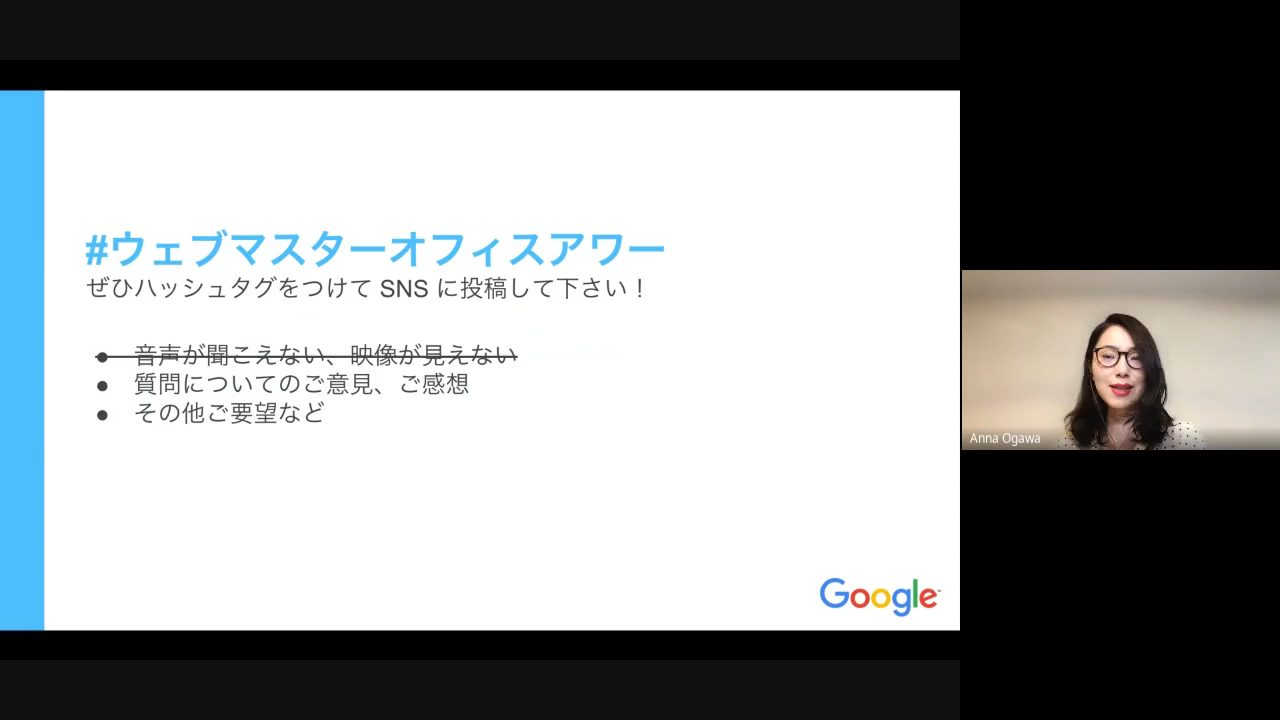 #ウェブマスターオフィスアワー
ぜひハッシュタグをつけて SNS に投稿して下さい！
● 音声が聞こえない、映像が見えない
● 質問についてのご意見、ご感想
● その他ご要望など
Google
Anna Ogawa